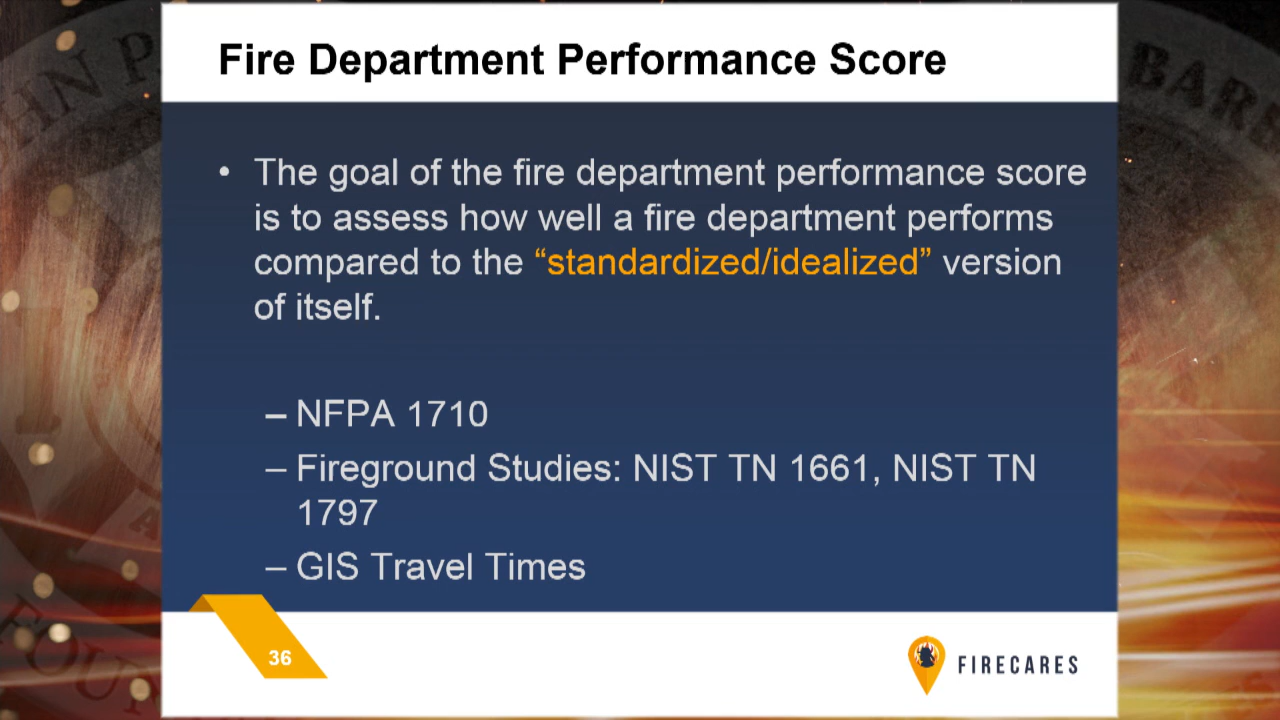 Fire Department Performance Score
• The goal of the fire department performance score
is to assess how well a fire department performs
compared to the “standardized/idealized” version
of itself.
– NFPA 1710
– Fireground Studies: NIST TN 1661, NIST TN
1797
– GIS Travel Times
36
FIRECARES